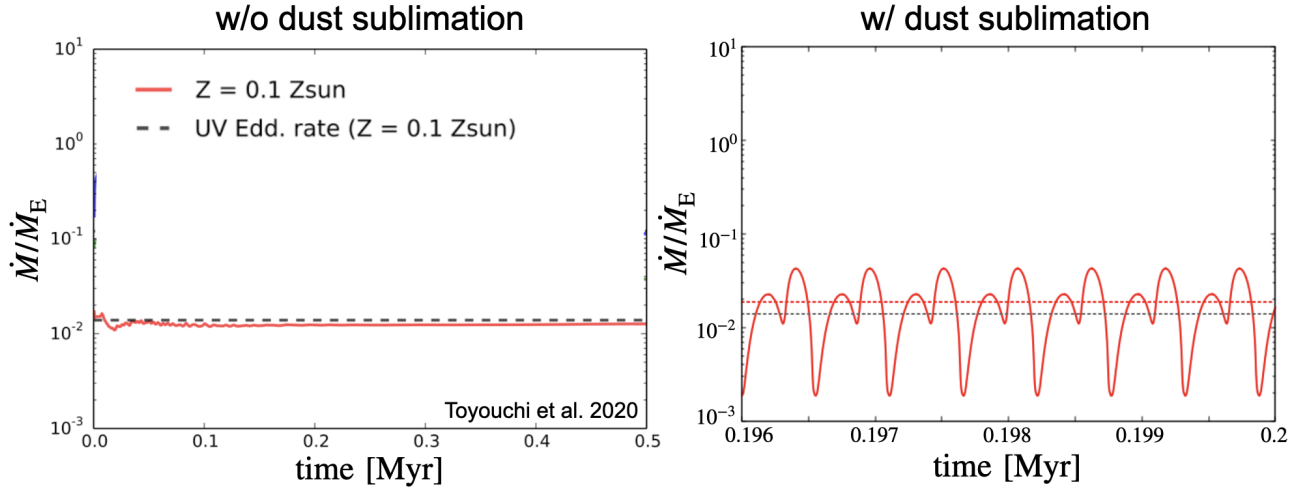 w/o dust sublimation
10¹
10⁰
10⁻¹
10⁻²
10⁻³
Ṁ/Ṁ_E
Z = 0.1 Zsun
UV Edd. rate (Z = 0.1 Zsun)
Toyouchi et al. 2020
0.0 0.1 0.2 0.3 0.4 0.5
time [Myr]
w/ dust sublimation
10¹
10⁰
10⁻¹
10⁻²
10⁻³
Ṁ/Ṁ_E
0.196 0.197 0.198 0.199 0.2
time [Myr]